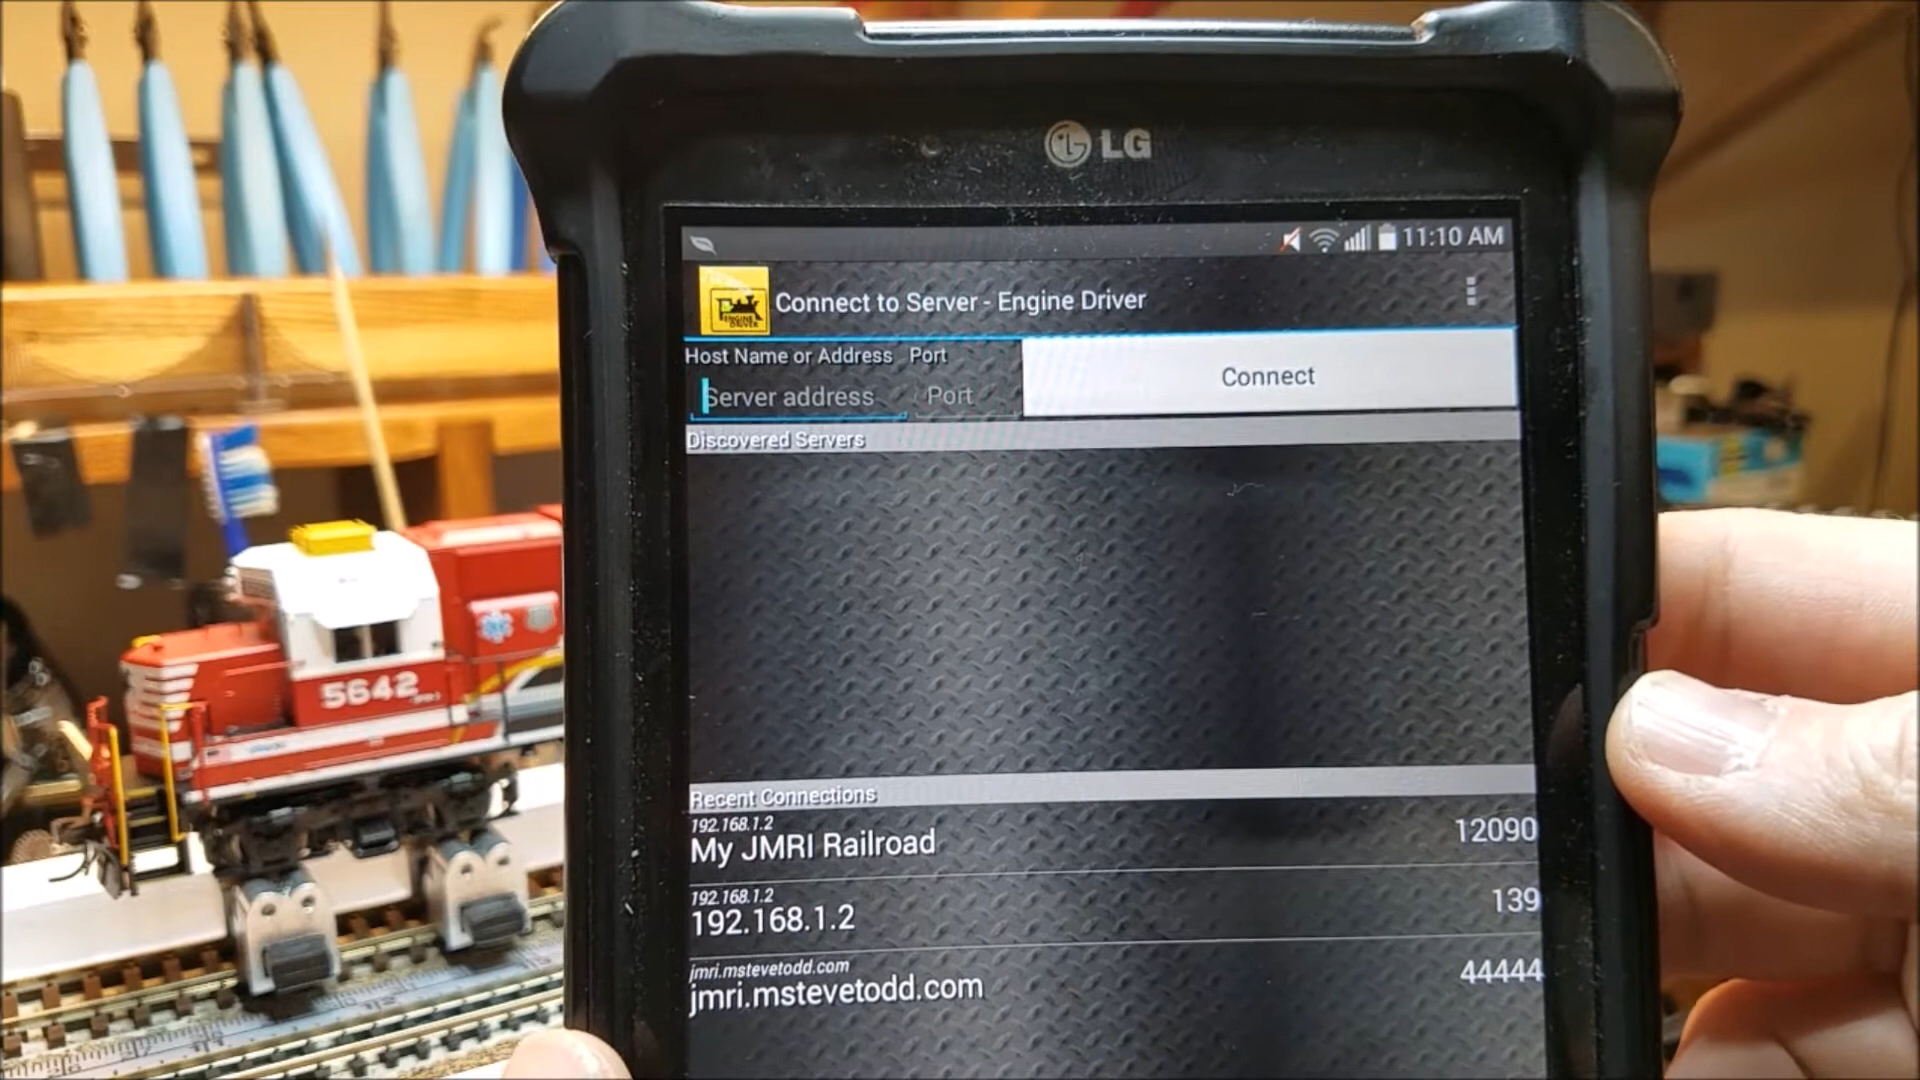 LG
11:10 AM
ENGINE
DRIVER
Connect to Server - Engine Driver
Host Name or Address Port
Server address Port
Connect
Discovered Servers
Recent Connections
192.168.1.2
My JMRI Railroad 12090
192.168.1.2
192.168.1.2 139
jmri.mstevetodd.com
jmri.mstevetodd.com 44444
5642